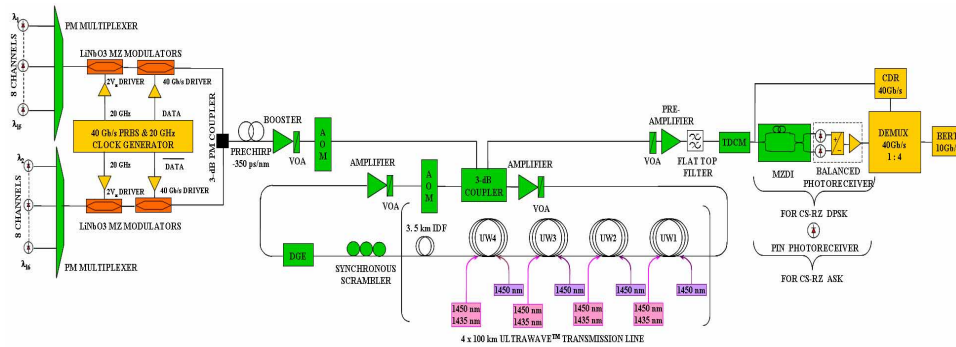 λ1
PM MULTIPLEXER
8 CHANNELS
λ15
LiNbO3 MZ MODULATORS
2Vπ DRIVER
40 Gb/s DRIVER
20 GHz
DATA
40 Gb/s PRBS & 20 GHz
CLOCK GENERATOR
20 GHz
DATA
2Vπ DRIVER
40 Gb/s DRIVER
LiNbO3 MZ MODULATORS
λ2
8 CHANNELS
λ16
PM MULTIPLEXER
3-dB PM COUPLER
PRECHIRP
-350 ps/nm
BOOSTER
VOA
AOM
AMPLIFIER
AOM
3-dB
COUPLER
AMPLIFIER
VOA
PRE-
AMPLIFIER
VOA
FLAT TOP
FILTER
TDCM
MZDI
BALANCED
PHOTORECEIVER
CDR
40Gb/s
DEMUX
40Gb/s
1 : 4
BERT
10Gb/s
FOR CS-RZ DPSK
PIN PHOTORECEIVER
FOR CS-RZ ASK
DGE
SYNCHRONOUS
SCRAMBLER
3.5 km IDF
UW4
UW3
UW2
UW1
1450 nm
1450 nm
1450 nm
1450 nm
1450 nm
1435 nm
1450 nm
1435 nm
1450 nm
1435 nm
1450 nm
1435 nm
4 x 100 km ULTRAWAVE™ TRANSMISSION LINE